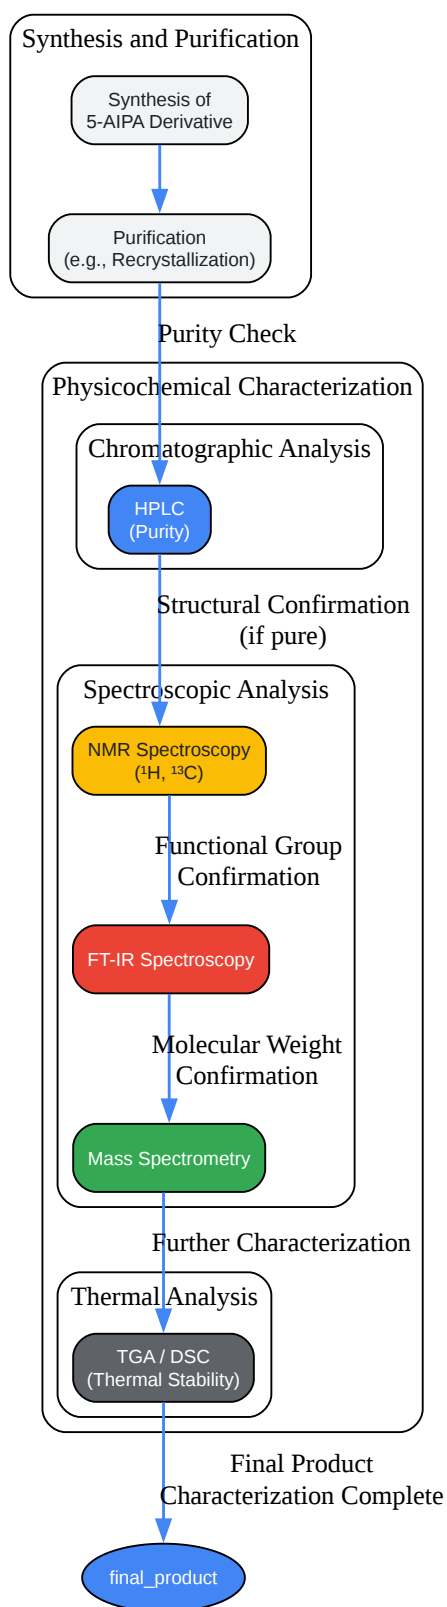 Synthesis and Purification
Synthesis of
5-AIPA Derivative
Purification
(e.g., Recrystallization)
Purity Check
Physicochemical Characterization
Chromatographic Analysis
HPLC
(Purity)
Structural Confirmation
(if pure)
Spectroscopic Analysis
NMR Spectroscopy
(¹H, ¹³C)
Functional Group
Confirmation
FT-IR Spectroscopy
Molecular Weight
Confirmation
Mass Spectrometry
Further Characterization
Thermal Analysis
TGA / DSC
(Thermal Stability)
Final Product
Characterization Complete
final_product